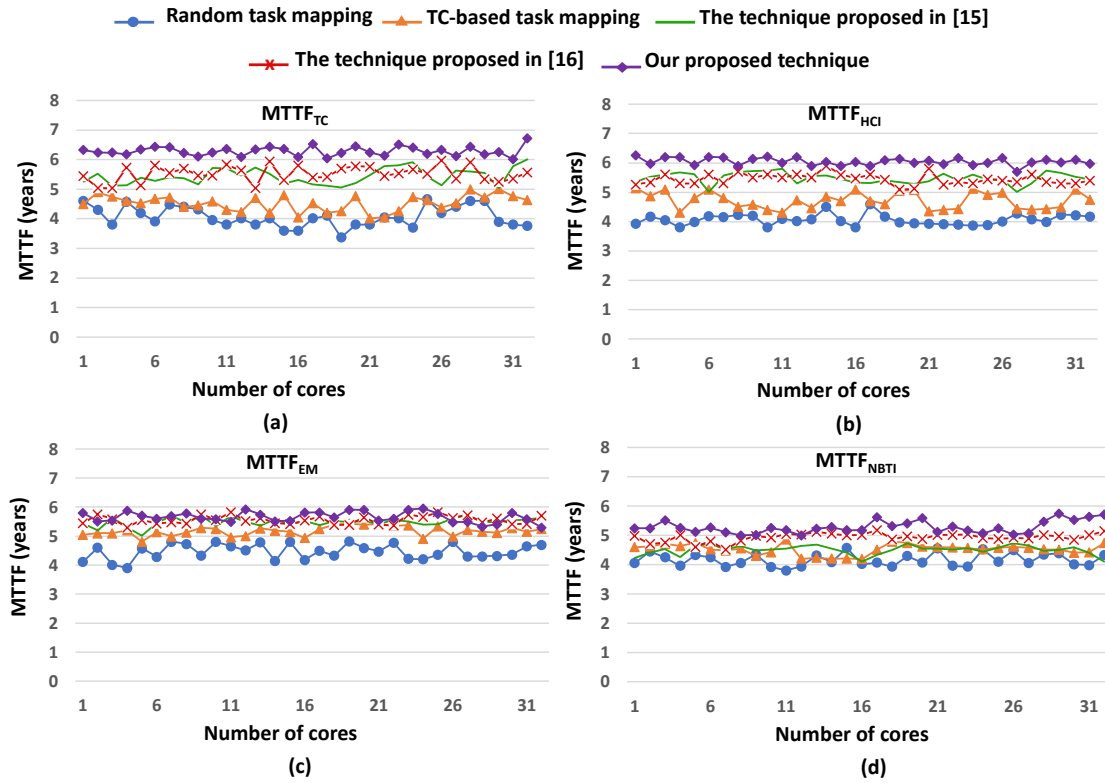 Random task mapping TC-based task mapping The technique proposed in [15]
The technique proposed in [16] Our proposed technique
MTTF_TC
MTTF (years)
8
7
6
5
4
3
2
1
0
1 6 11 16 21 26 31
Number of cores
(a)
MTTF_HCI
MTTF (years)
8
7
6
5
4
3
2
1
0
1 6 11 16 21 26 31
Number of cores
(b)
MTTF_EM
MTTF (years)
8
7
6
5
4
3
2
1
0
1 6 11 16 21 26 31
Number of cores
(c)
MTTF_NBTI
MTTF (years)
8
7
6
5
4
3
2
1
0
1 6 11 16 21 26 31
Number of cores
(d)